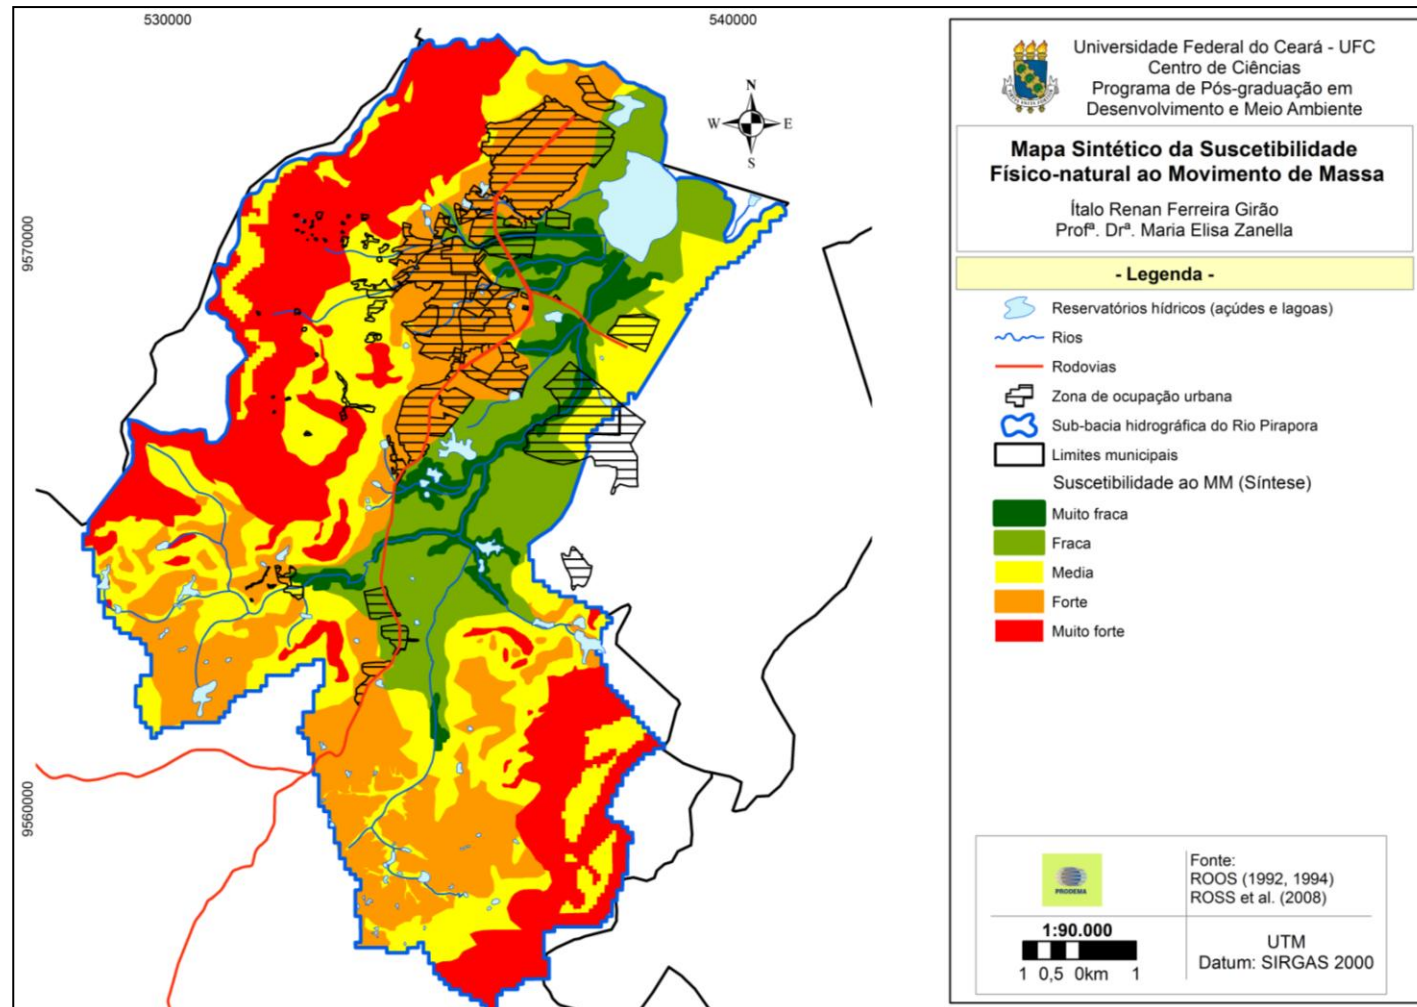 530000
540000
9570000
9560000
N
W
E
S
Universidade Federal do Ceará - UFC
Centro de Ciências
Programa de Pós-graduação em
Desenvolvimento e Meio Ambiente
Mapa Sintético da Suscetibilidade
Físico-natural ao Movimento de Massa
Ítalo Renan Ferreira Girão
Profª. Drª. Maria Elisa Zanella
- Legenda -
Reservatórios hídricos (açúdes e lagoas)
Rios
Rodovias
Zona de ocupação urbana
Sub-bacia hidrográfica do Rio Pirapora
Limites municipais
Suscetibilidade ao MM (Síntese)
Muito fraca
Fraca
Media
Forte
Muito forte
PRODEMA
Fonte:
ROOS (1992, 1994)
ROSS et al. (2008)
1:90.000
1 0,5 0km 1
UTM
Datum: SIRGAS 2000